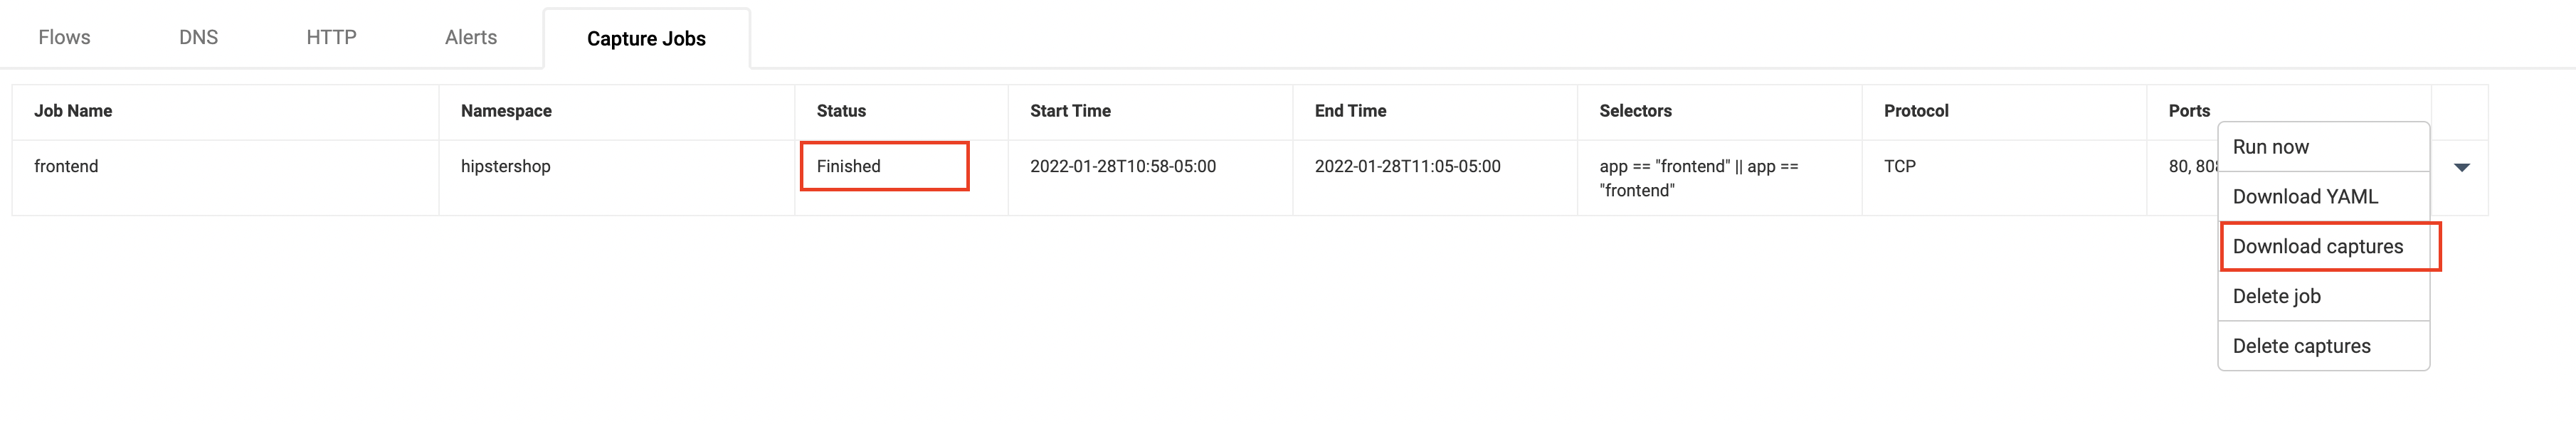 Flows DNS HTTP Alerts Capture Jobs
Job Name Namespace Status Start Time End Time Selectors Protocol Ports
frontend hipstershop Finished 2022-01-28T10:58-05:00 2022-01-28T11:05-05:00 app == "frontend" || app == TCP 80,
"frontend"
Run now
Download YAML
Download captures
Delete job
Delete captures